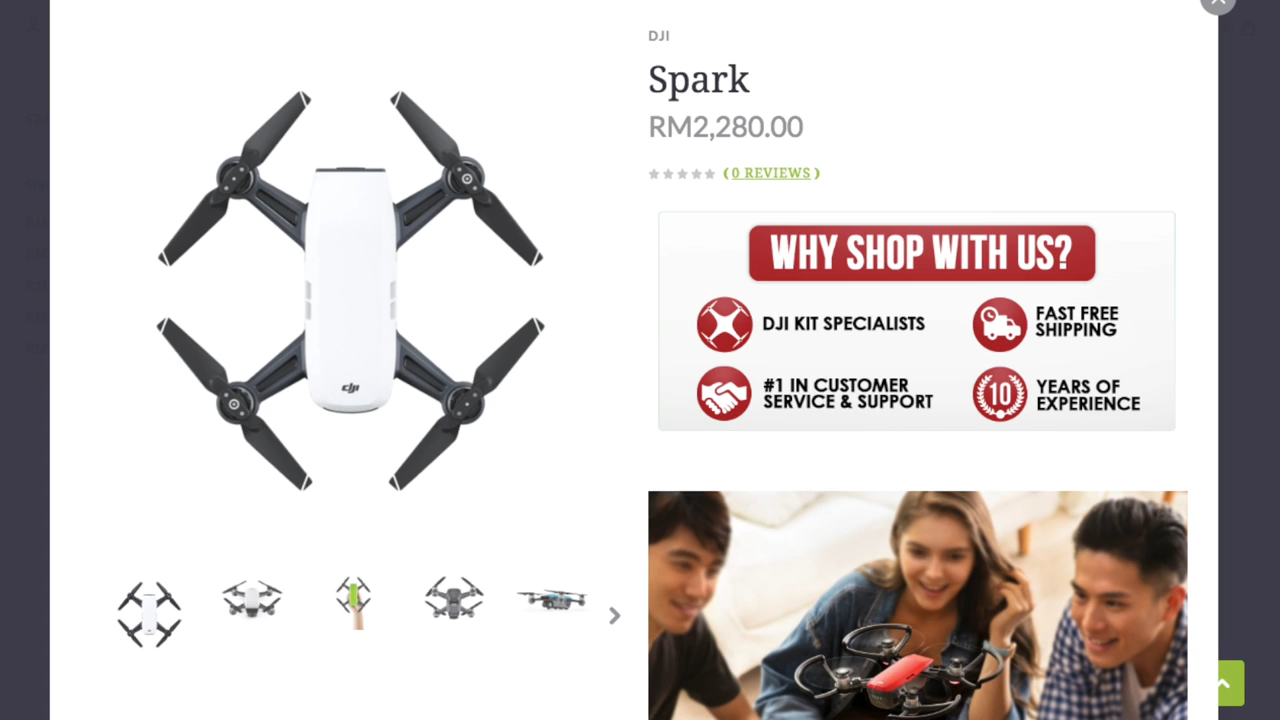 DJI
Spark
RM2,280.00
( 0 REVIEWS )
WHY SHOP WITH US?
DJI KIT SPECIALISTS
FAST FREE
SHIPPING
#1 IN CUSTOMER
SERVICE & SUPPORT
10
YEARS OF
EXPERIENCE
dji